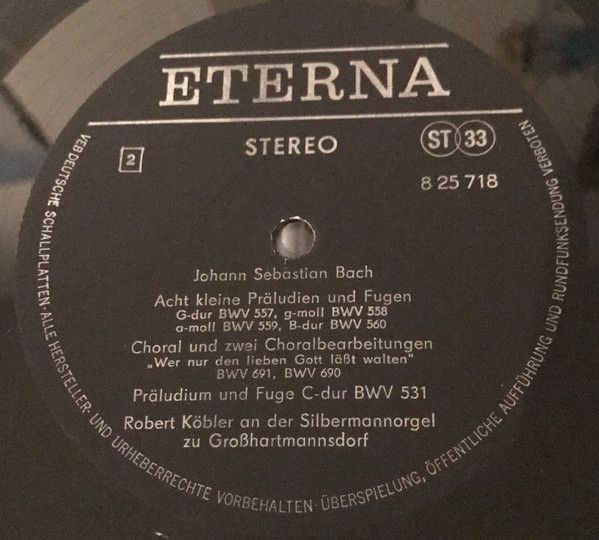 ETERNA
STEREO
ST 33
2
8 25 718
Johann Sebastian Bach
Acht kleine Präludien und Fugen
G-dur BWV 557, g-moll BWV 558
a-moll BWV 559, B-dur BWV 560
Choral und zwei Choralbearbeitungen
„Wer nur den lieben Gott läßt walten"
BWV 691, BWV 690
Präludium und Fuge C-dur BWV 531
Robert Köbler an der Silbermannorgel
zu Großhartmannsdorf
VEB DEUTSCHE SCHALLPLATTEN · ALLE HERSTELLER- UND URHEBERRECHTE VORBEHALTEN · ÜBERSPIELUNG, ÖFFENTLICHE AUFFÜHRUNG UND RUNDFUNKSENDUNG VERBOTEN